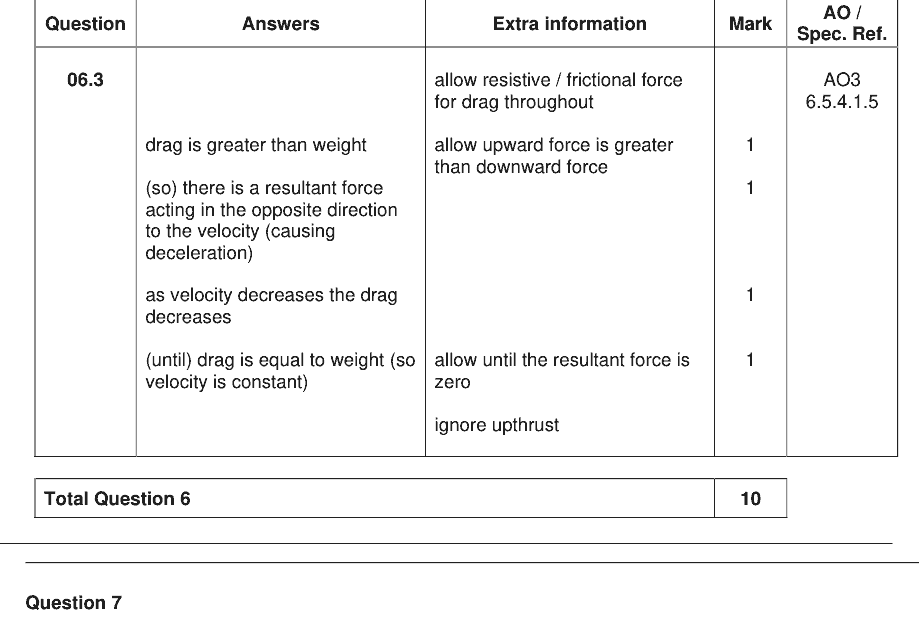 Question Answers Extra information Mark AO /
Spec. Ref.
06.3 allow resistive / frictional force AO3
for drag throughout 6.5.4.1.5
drag is greater than weight allow upward force is greater 1
than downward force
(so) there is a resultant force 1
acting in the opposite direction
to the velocity (causing
deceleration)
as velocity decreases the drag 1
decreases
(until) drag is equal to weight (so allow until the resultant force is 1
velocity is constant) zero
ignore upthrust
Total Question 6 10
Question 7